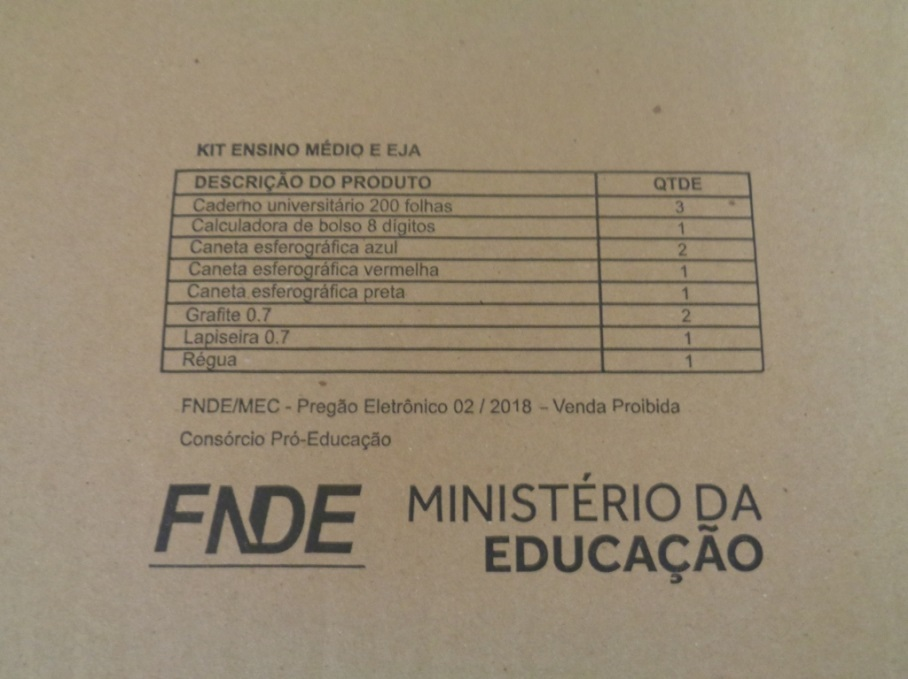 KIT ENSINO MÉDIO E EJA
DESCRIÇÃO DO PRODUTO QTDE
Caderno universitário 200 folhas 3
Calculadora de bolso 8 dígitos 1
Caneta esferográfica azul 2
Caneta esferográfica vermelha 1
Caneta esferográfica preta 1
Grafite 0.7 2
Lapiseira 0.7 1
Régua 1
FNDE/MEC - Pregão Eletrônico 02 / 2018 – Venda Proibida
Consórcio Pró-Educação
FNDE MINISTÉRIO DA
EDUCAÇÃO